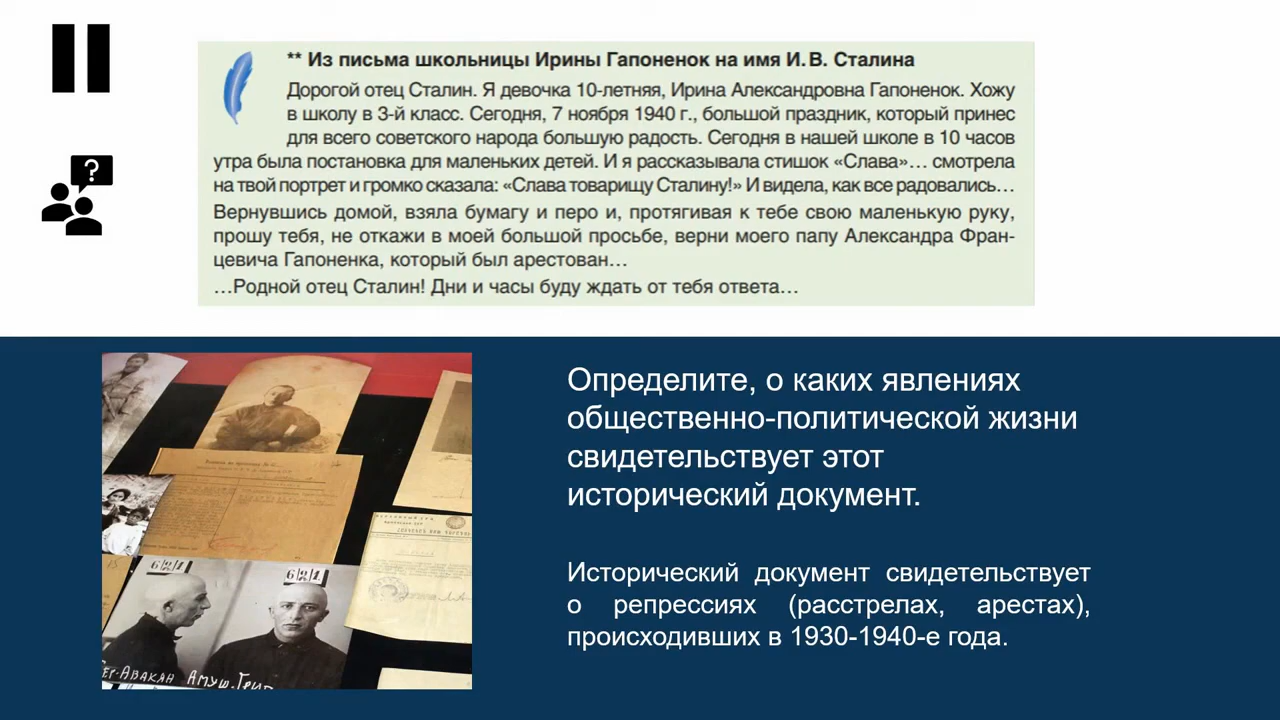 ?
** Из письма школьницы Ирины Гапоненок на имя И. В. Сталина
Дорогой отец Сталин. Я девочка 10-летняя, Ирина Александровна Гапоненок. Хожу
в школу в 3-й класс. Сегодня, 7 ноября 1940 г., большой праздник, который принес
для всего советского народа большую радость. Сегодня в нашей школе в 10 часов
утра была постановка для маленьких детей. И я рассказывала стишок «Слава»… смотрела
на твой портрет и громко сказала: «Слава товарищу Сталину!» И видела, как все радовались…
Вернувшись домой, взяла бумагу и перо и, протягивая к тебе свою маленькую руку,
прошу тебя, не откажи в моей большой просьбе, верни моего папу Александра Фран-
цевича Гапоненка, который был арестован…
…Родной отец Сталин! Дни и часы буду ждать от тебя ответа…
Определите, о каких явлениях
общественно-политической жизни
свидетельствует этот
исторический документ.
Исторический документ свидетельствует
о репрессиях (расстрелах, арестах),
происходивших в 1930-1940-е года.
621
621
ТЕР-АВАКЯН АМУШ. ГРИГ